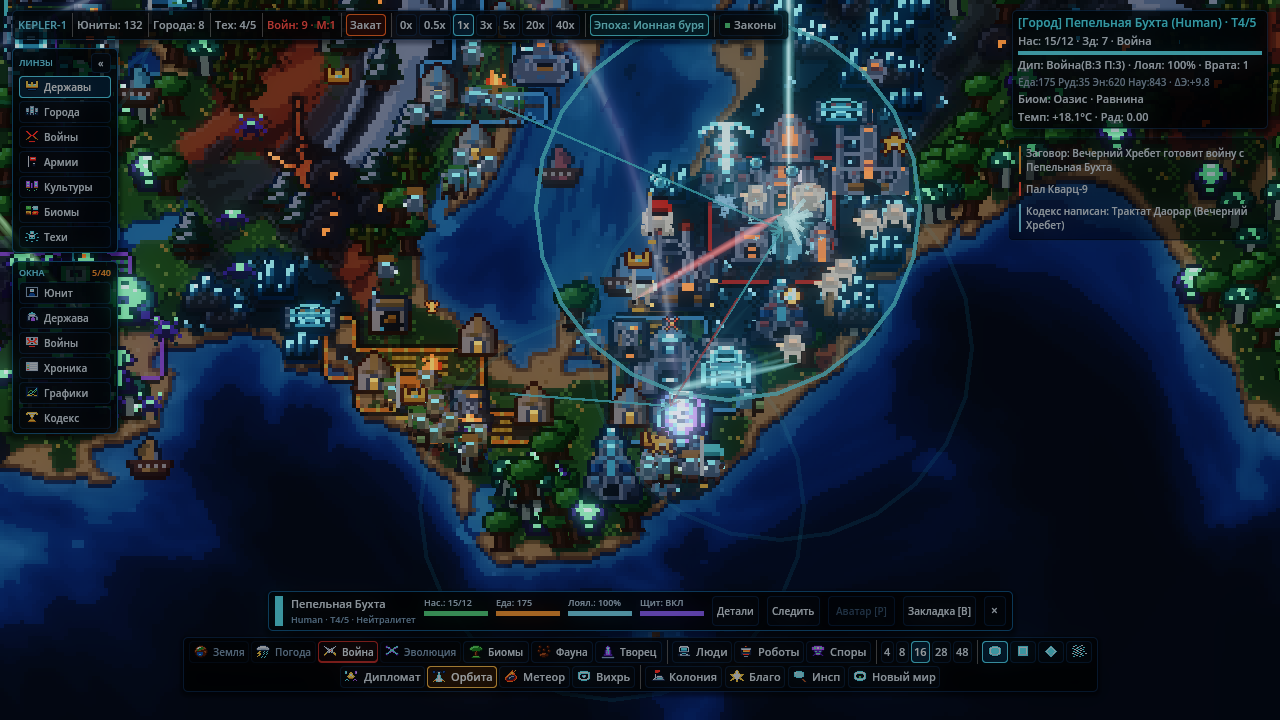 KEPLER-1 Юниты: 132 Города: 8 Тех: 4/5 Войн: 9 · М:1 Закат 0x 0.5x 1x 3x 5x 20x 40x Эпоха: Ионная буря Законы
[Город] Пепельная Бухта (Human) · T4/5
Нас: 15/12 · Зд: 7 · Война
Дип: Война(В:3 П:3) · Лоял: 100% · Врата: 1
Еда:175 Руд:35 Эн:620 Нау:843 · ΔЭ:+9.8
Биом: Оазис · Равнина
Темп: +18.1°C · Рад: 0.00
Заговор: Вечерний Хребет готовит войну с
Пепельная Бухта
Пал Кварц-9
Кодекс написан: Трактат Даорар (Вечерний
Хребет)
ЛИНЗЫ «
Державы
Города
Войны
Армии
Культуры
Биомы
Техи
ОКНА 5/40
Юнит
Держава
Войны
Хроника
Графики
Кодекс
Пепельная Бухта
Human · T4/5 · Нейтралитет
Нас.: 15/12 Еда: 175 Лоял.: 100% Щит: ВКЛ
Детали Следить Аватар [P] Закладка [B] ×
Земля Погода Война Эволюция Биомы Фауна Творец Люди Роботы Споры 4 8 16 28 48
Дипломат Орбита Метеор Вихрь Колония Благо Инсп Новый мир